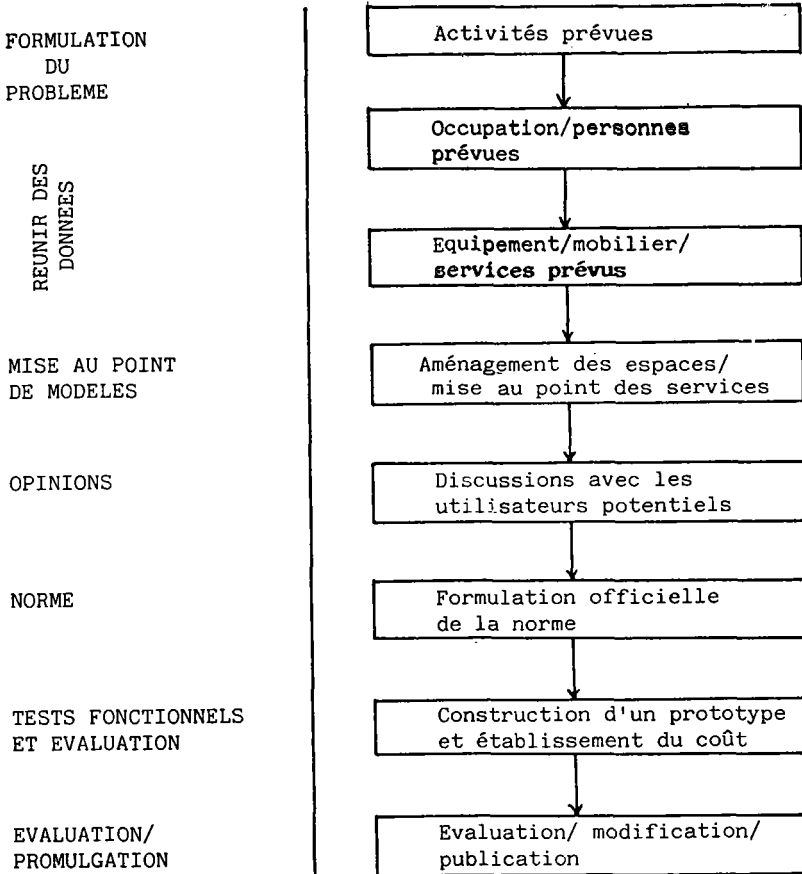 FORMULATION
DU
PROBLEME
Activités prévues
Occupation/personnes
prévues
REUNIR DES
DONNEES
Equipement/mobilier/
services prévus
MISE AU POINT
DE MODELES
Aménagement des espaces/
mise au point des services
OPINIONS
Discussions avec les
utilisateurs potentiels
NORME
Formulation officielle
de la norme
TESTS FONCTIONNELS
ET EVALUATION
Construction d'un prototype
et établissement du coût
EVALUATION/
PROMULGATION
Evaluation/ modification/
publication